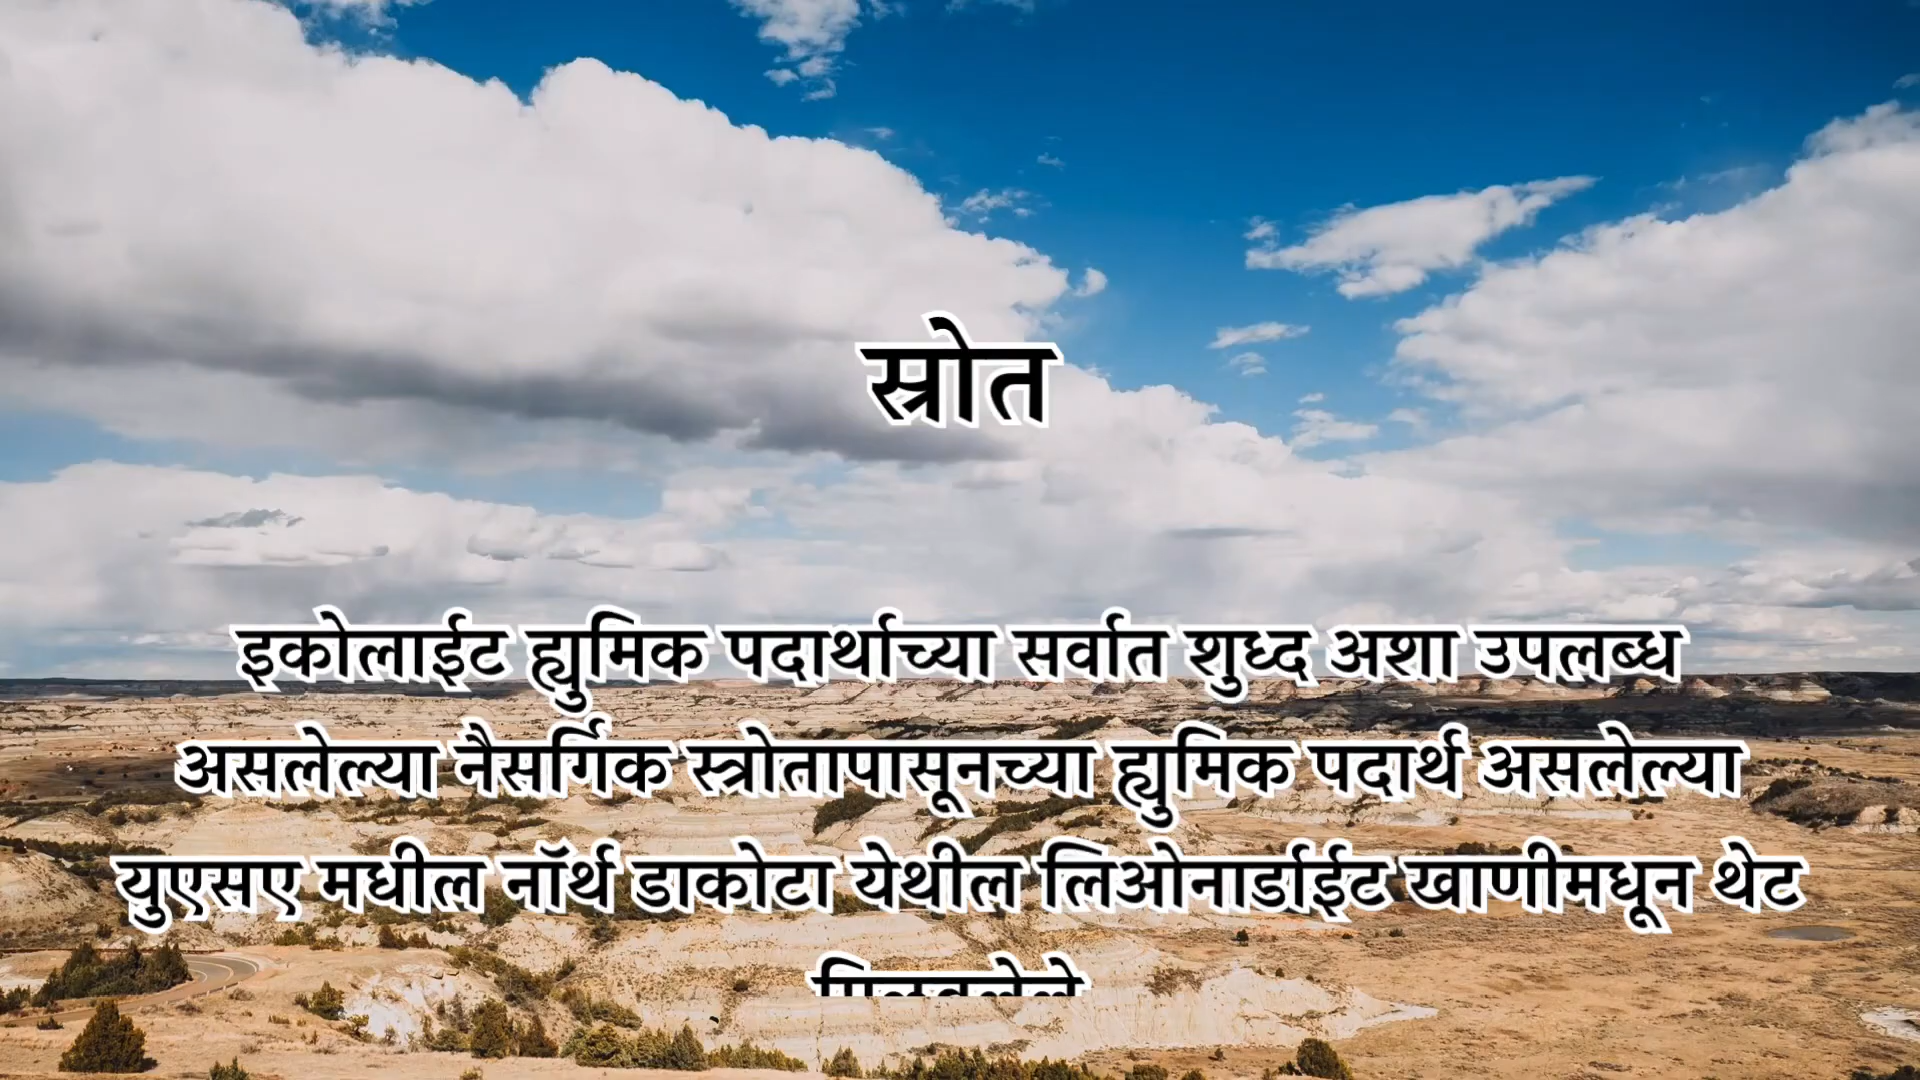 स्रोत
इकोलाईट ह्युमिक पदार्थाच्या सर्वात शुध्द अशा उपलब्ध
असलेल्या नैसर्गिक स्त्रोतापासूनच्या ह्युमिक पदार्थ असलेल्या
युएसए मधील नॉर्थ डाकोटा येथील लिओनार्डाईट खाणीमधून थेट